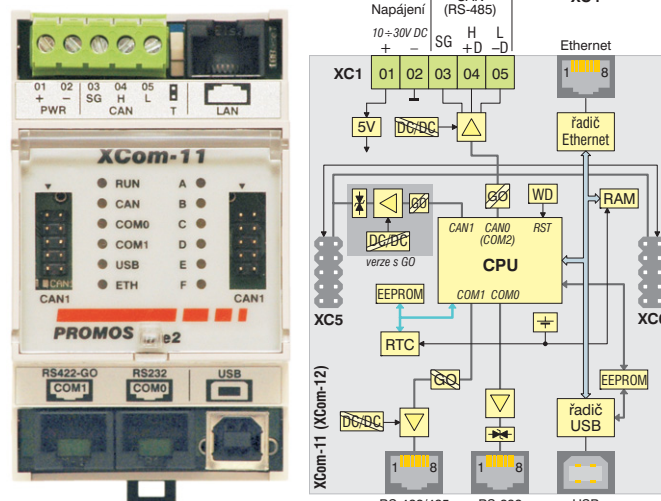 01 02 03 04 05
+ − SG H L
PWR CAN T LAN
XCom-11
RUN A
CAN B
COM0 C
COM1 D
USB E
ETH F
CAN1 CAN1
PROMOS e2
RS422-GO RS232 USB
COM1 COM0
Napájení
(RS-485)
10÷30V DC H L
+ − SG +D −D
XC1 01 02 03 04 05
Ethernet
1 8
5V DC/DC
řadič
Ethernet
GO WD RAM
GO
CAN1 CAN0 RST
(COM2)
DC/DC
verze s GO
CPU
EEPROM COM1 COM0
XC5
RTC
GO
EEPROM
DC/DC
řadič
USB
XCom-11 (XCom-12)
1 8 1 8